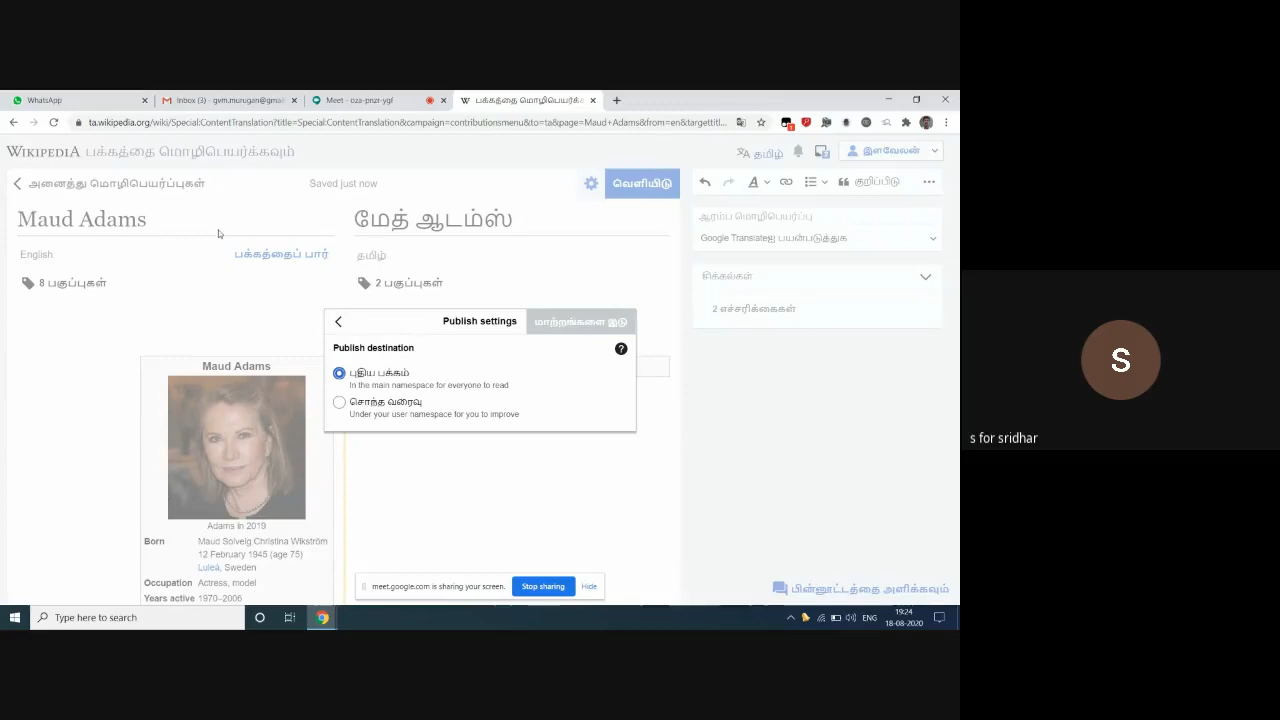 WhatsApp
Inbox (3) - gvm.murugan@gmai
Meet - oza-pnzr-ygf
பக்கத்தை மொழிபெயர்க்க
ta.wikipedia.org/wiki/Special:ContentTranslation?title=Special:ContentTranslation&campaign=contributionsmenu&to=ta&page=Maud+Adams&from=en&targettitl...
WIKIPEDIA பக்கத்தை மொழிபெயர்க்கவும்
தமிழ்
இளவேலன்
அனைத்து மொழிபெயர்ப்புகள்
Saved just now
வெளியிடு
குறிப்பிடு
Maud Adams
மேத் ஆடம்ஸ்
ஆரம்ப மொழிபெயர்ப்பு
Google Translateஐ பயன்படுத்துக
English
பக்கத்தைப் பார்
தமிழ்
8 பகுப்புகள்
2 பகுப்புகள்
சிக்கல்கள்
2 எச்சரிக்கைகள்
Publish settings
மாற்றங்களை இடு
Publish destination
புதிய பக்கம்
In the main namespace for everyone to read
சொந்த வரைவு
Under your user namespace for you to improve
Maud Adams
Adams in 2019
Born Maud Solveig Christina Wikström
12 February 1945 (age 75)
Luleå, Sweden
Occupation Actress, model
Years active 1970–2006
meet.google.com is sharing your screen.
Stop sharing
Hide
பின்னூட்டத்தை அளிக்கவும்
Type here to search
ENG
19:24
18-08-2020
S
s for sridhar